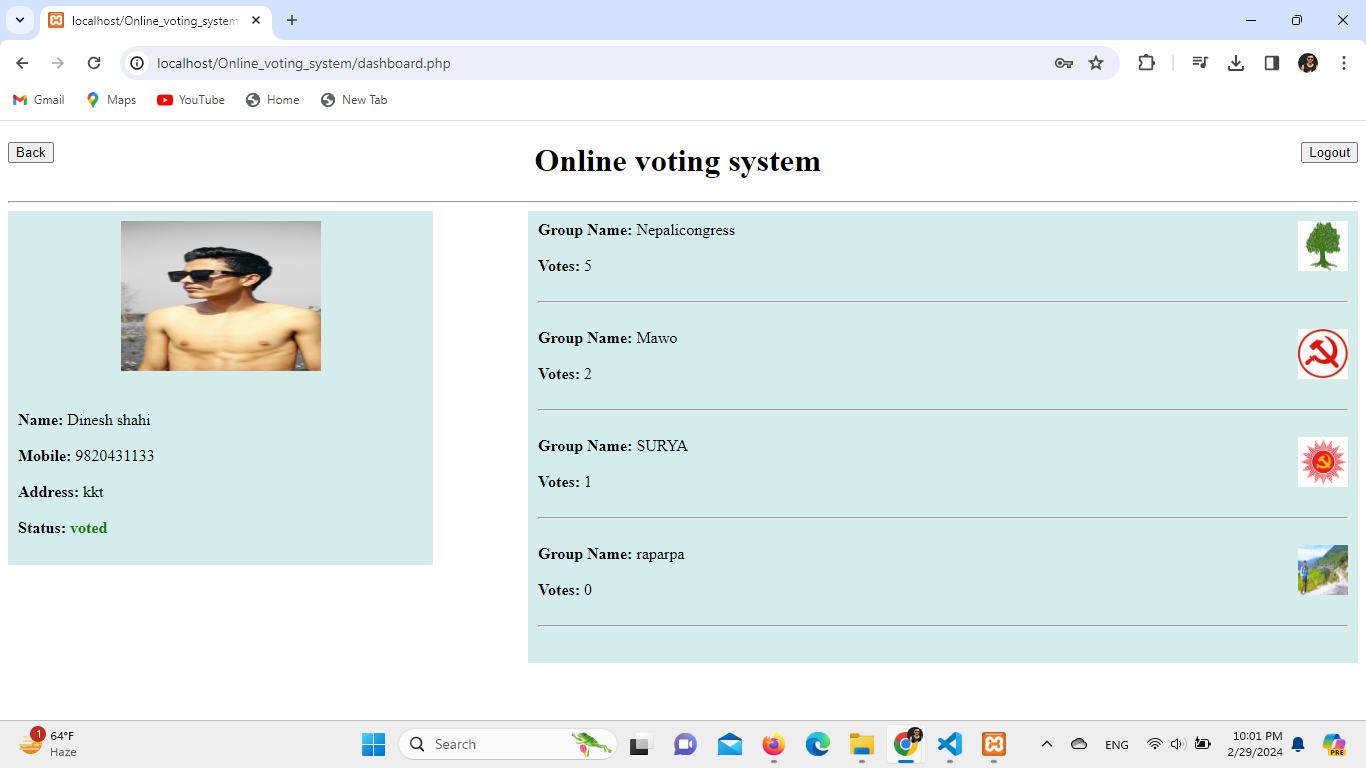 localhost/Online_voting_system
localhost/Online_voting_system/dashboard.php
Gmail Maps YouTube Home New Tab
Back Online voting system Logout
Name: Dinesh shahi
Mobile: 9820431133
Address: kkt
Status: voted
Group Name: Nepalicongress
Votes: 5
Group Name: Mawo
Votes: 2
Group Name: SURYA
Votes: 1
Group Name: raparpa
Votes: 0
1
64°F
Haze
Search
PRE
ENG
10:01 PM
2/29/2024